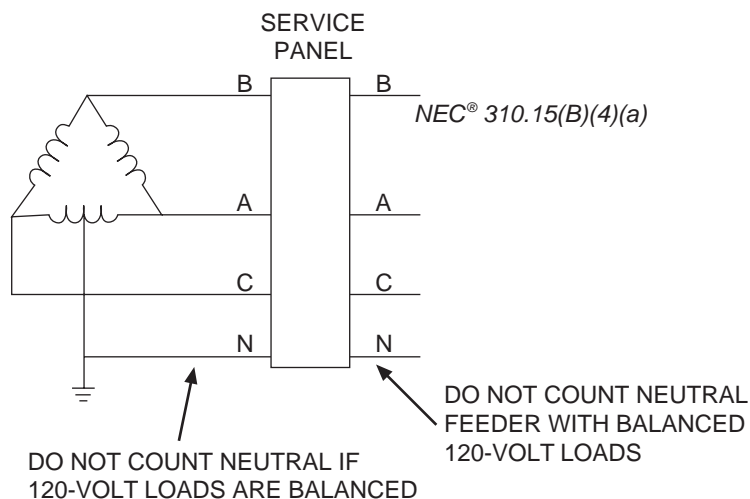 SERVICE
PANEL
B
B
NEC® 310.15(B)(4)(a)
A
A
C
C
N
N
DO NOT COUNT NEUTRAL
FEEDER WITH BALANCED
120-VOLT LOADS
DO NOT COUNT NEUTRAL IF
120-VOLT LOADS ARE BALANCED